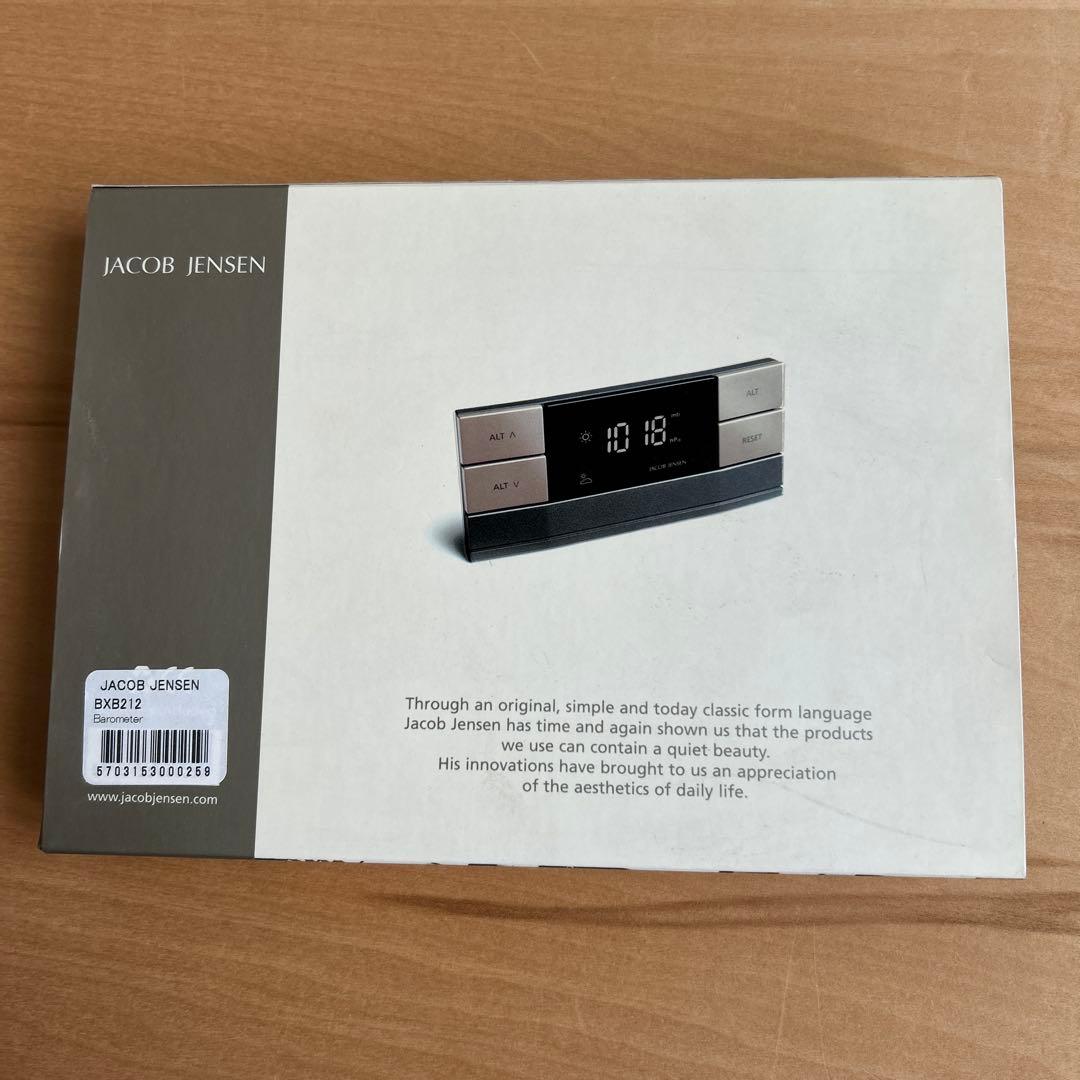 JACOB JENSEN
ALT ∧
ALT ∨
1018
mb
hPa
JACOB JENSEN
ALT
RESET
JACOB JENSEN
BXB212
Barometer
5703153000259
www.jacobjensen.com
Through an original, simple and today classic form language
Jacob Jensen has time and again shown us that the products
we use can contain a quiet beauty.
His innovations have brought to us an appreciation
of the aesthetics of daily life.